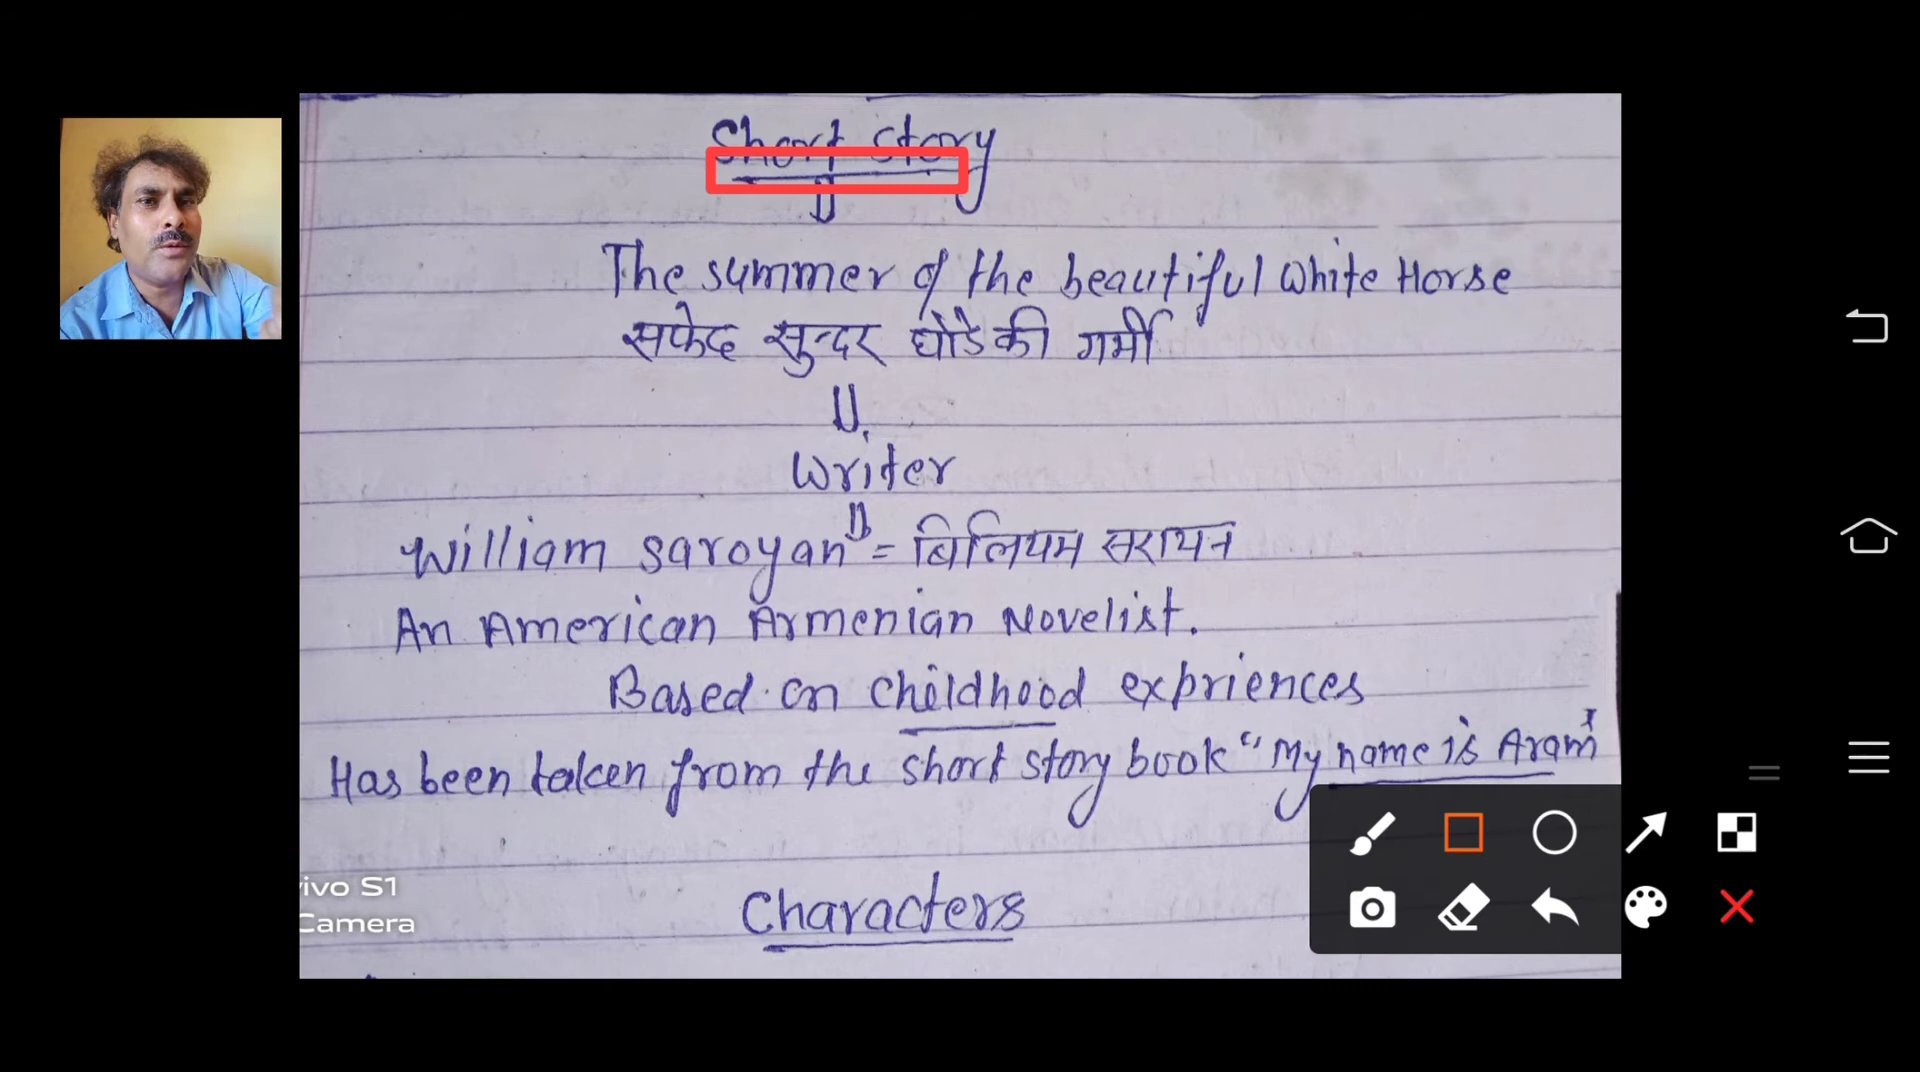 Short story
The summer of the beautiful White Horse
सफेद सुन्दर घोडे की गर्मी
Writer
William Saroyan = बिलियम सरायन
An American Armenian Novelist.
Based on childhood expriences
Has been taken from the short story book "My name is Aram"
vivo S1
Camera
Characters